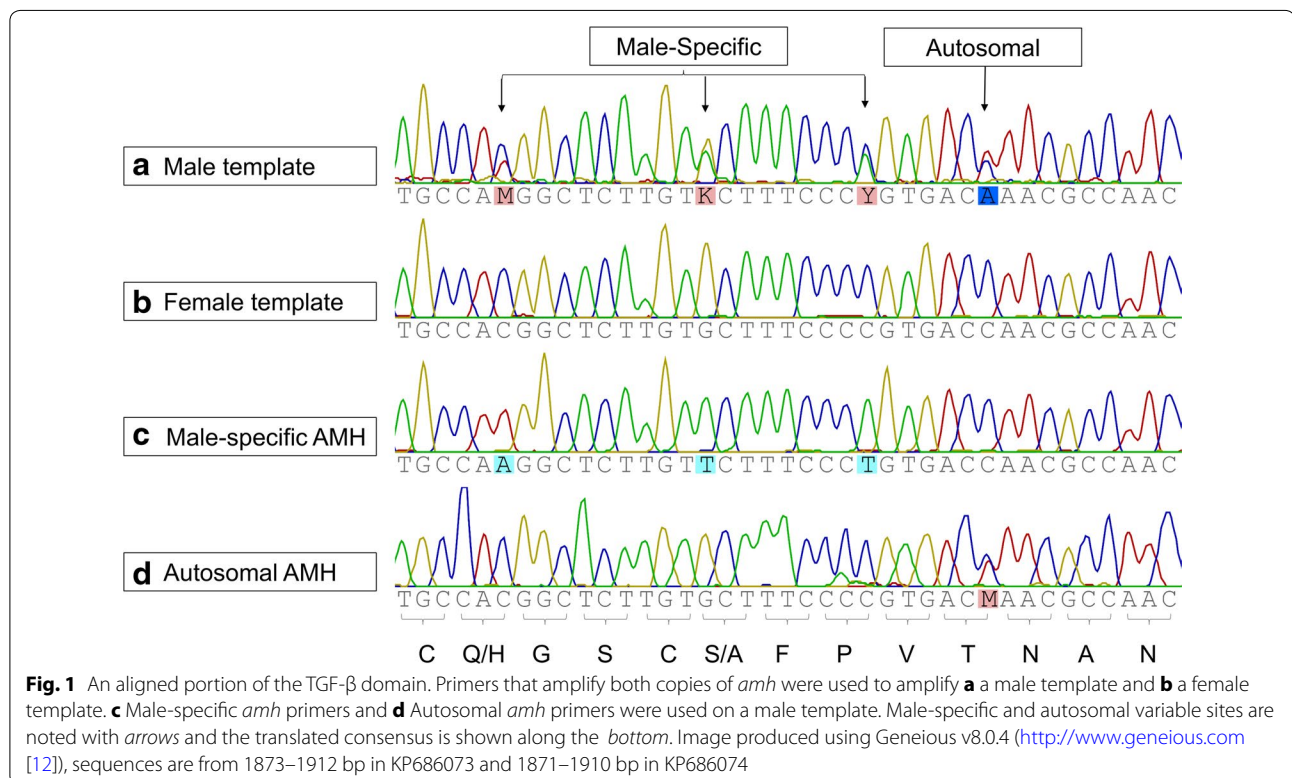 Male-Specific
Autosomal
a Male template
TGCCAMGGCTCTTGTKCTTTCCCYGTGACAAACGCCAAC
b Female template
TGCCACGGCTCTTGTGCTTTCCCCGTGACCAACGCCAAC
c Male-specific AMH
TGCCAAGGCTCTTGTTCTTTCCCTGTGACCAACGCCAAC
d Autosomal AMH
TGCCACGGCTCTTGTGCTTTCCCCGTGACMAACGCCAAC
C Q/H G S C S/A F P V T N A N
Fig. 1 An aligned portion of the TGF-β domain. Primers that amplify both copies of amh were used to amplify a a male template and b a female
template. c Male-specific amh primers and d Autosomal amh primers were used on a male template. Male-specific and autosomal variable sites are
noted with arrows and the translated consensus is shown along the bottom. Image produced using Geneious v8.0.4 (http://www.geneious.com
[12]), sequences are from 1873–1912 bp in KP686073 and 1871–1910 bp in KP686074